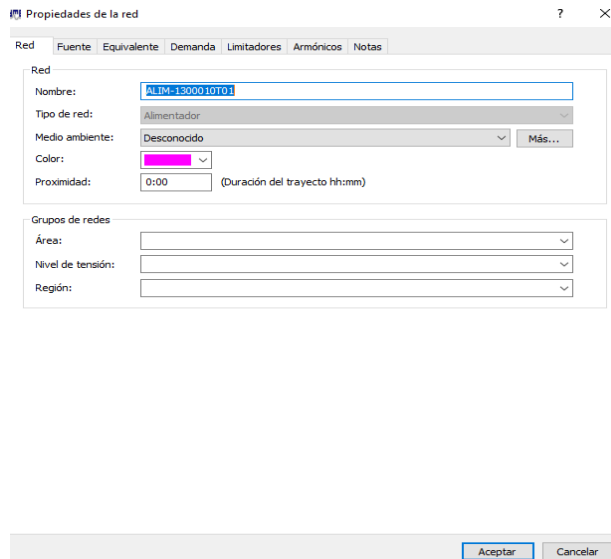 Propiedades de la red
?
Red Fuente Equivalente Demanda Limitadores Armónicos Notas
Red
Nombre: ALIM-1300010T01
Tipo de red: Alimentador
Medio ambiente: Desconocido Más...
Color:
Proximidad: 0:00 (Duración del trayecto hh:mm)
Grupos de redes
Área:
Nivel de tensión:
Región:
Aceptar Cancelar